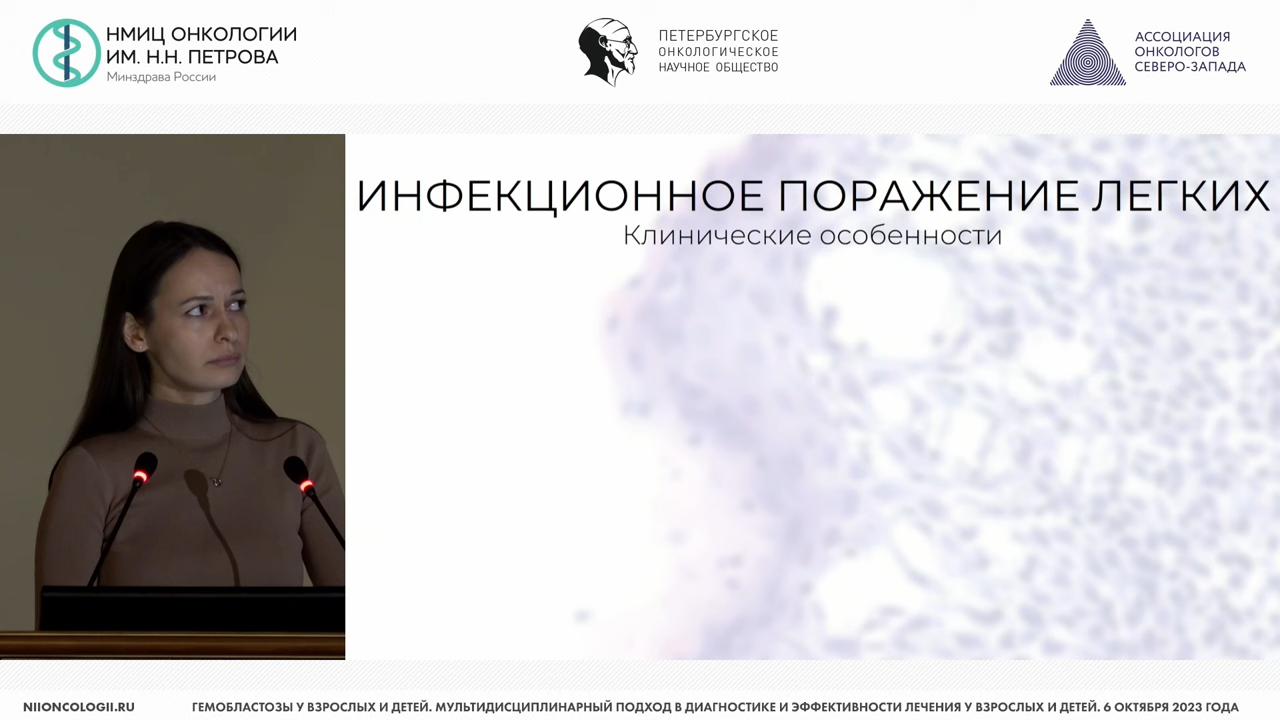 НМИЦ ОНКОЛОГИИ
ИМ. Н.Н. ПЕТРОВА
Минздрава России
ПЕТЕРБУРГСКОЕ
ОНКОЛОГИЧЕСКОЕ
НАУЧНОЕ ОБЩЕСТВО
АССОЦИАЦИЯ
ОНКОЛОГОВ
СЕВЕРО-ЗАПАДА
ИНФЕКЦИОННОЕ ПОРАЖЕНИЕ ЛЕГКИХ
Клинические особенности
NIIONCOLOGII.RU
ГЕМОБЛАСТОЗЫ У ВЗРОСЛЫХ И ДЕТЕЙ. МУЛЬТИДИСЦИПЛИНАРНЫЙ ПОДХОД В ДИАГНОСТИКЕ И ЭФФЕКТИВНОСТИ ЛЕЧЕНИЯ У ВЗРОСЛЫХ И ДЕТЕЙ. 6 ОКТЯБРЯ 2023 ГОДА